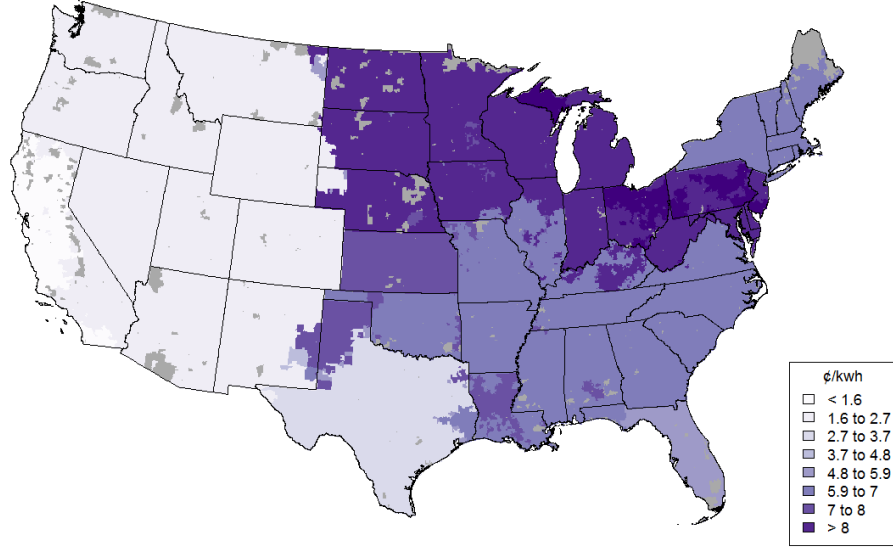 ¢/kwh
< 1.6
1.6 to 2.7
2.7 to 3.7
3.7 to 4.8
4.8 to 5.9
5.9 to 7
7 to 8
> 8